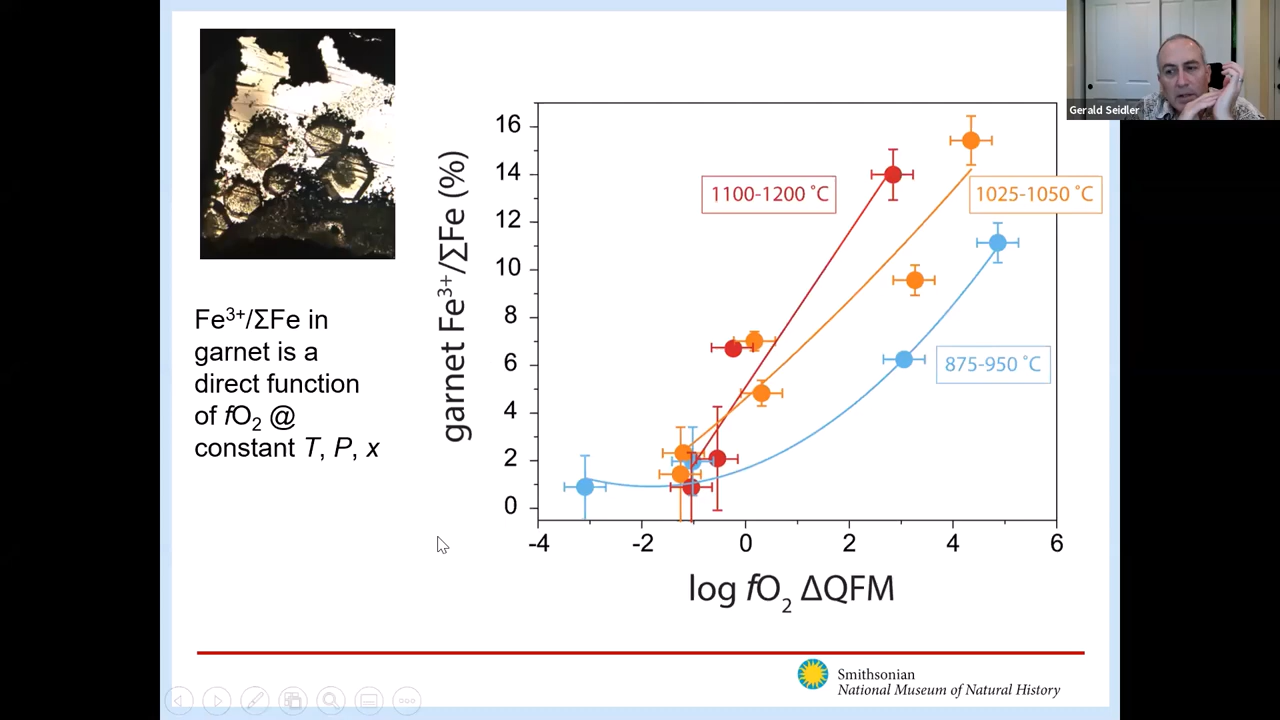 Gerald Seidler
Fe³⁺/ΣFe in
garnet is a
direct function
of fO₂ @
constant T, P, x
garnet Fe³⁺/ΣFe (%)
16
14
12
10
8
6
4
2
0
1100-1200 ˚C
1025-1050 ˚C
875-950 ˚C
-4 -2 0 2 4 6
log fO₂ ΔQFM
Smithsonian
National Museum of Natural History